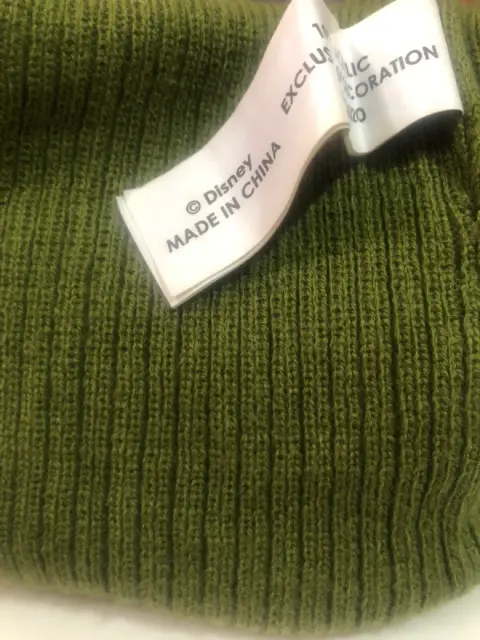 EXCLUS
© Disney
MADE IN CHINA
LIC
CORATION